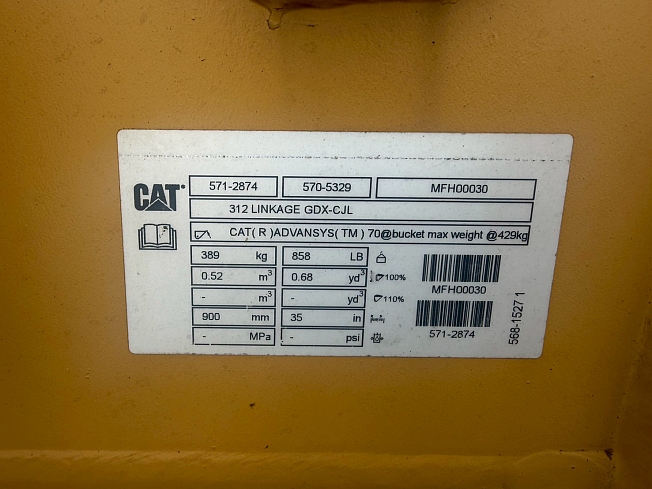 CAT
571-2874 570-5329 MFH00030
312 LINKAGE GDX-CJL
CAT( R )ADVANSYS( TM ) 70@bucket max weight @429kg
389 kg 858 LB
0.52 m³ 0.68 yd³ 100%
MFH00030
- m³ - yd³ 110%
900 mm 35 in
571-2874
- MPa - psi
568-1527 1